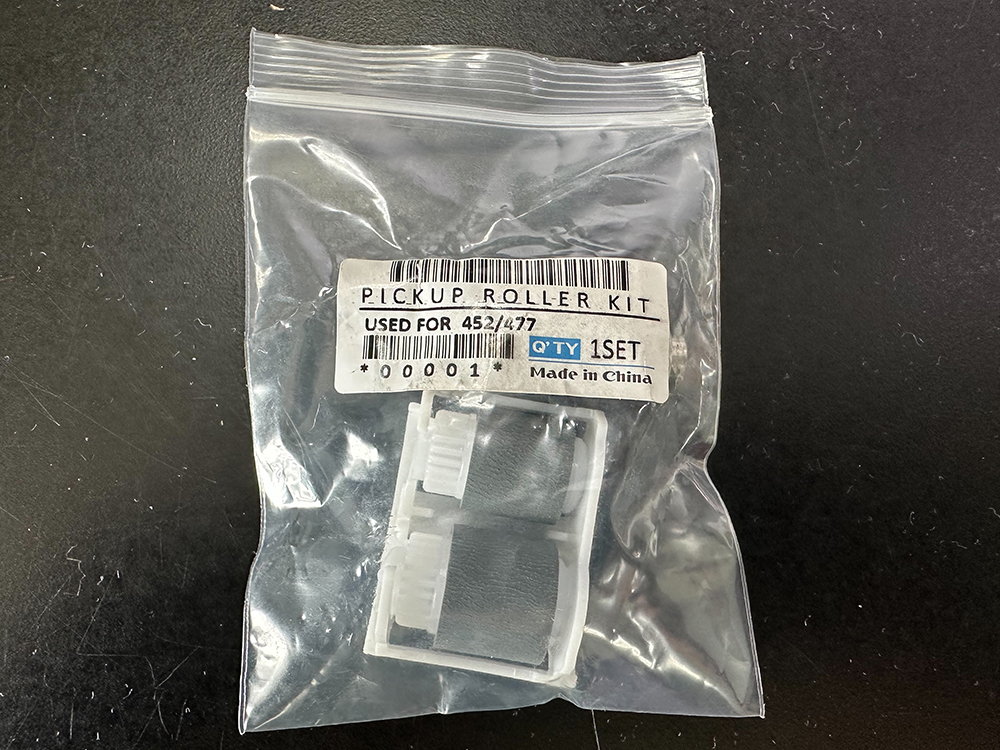 PICKUP ROLLER KIT
USED FOR 452/477
Q'TY 1SET
*00001*
Made in China